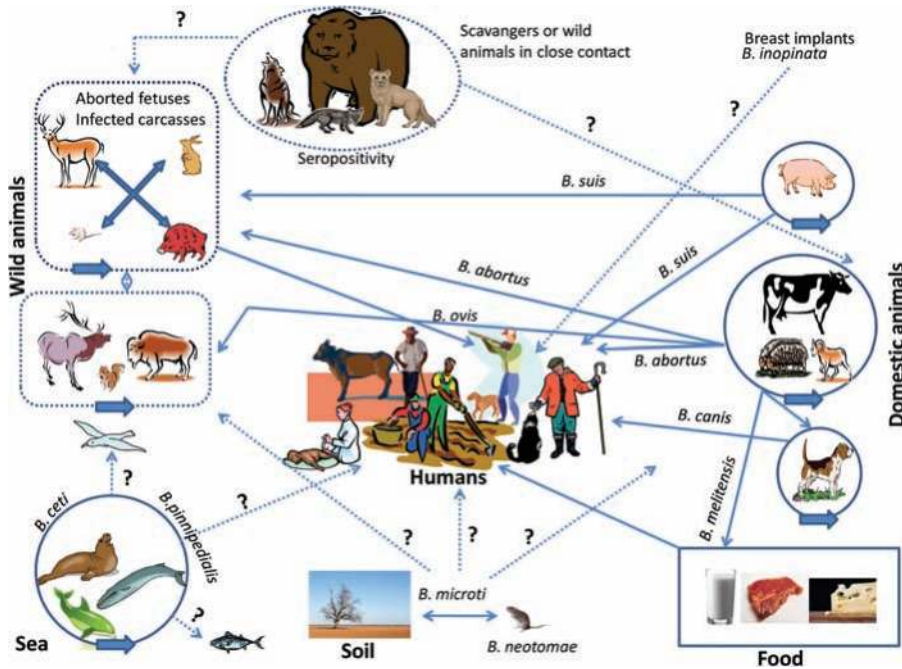 ?
Scavangers or wild
animals in close contact
Breast implants
B. inopinata
Aborted fetuses
Infected carcasses
?
?
Seropositivity
B. suis
Wild animals
B. abortus
B. suis
B. ovis
B. abortus
Domestic animals
B. canis
Humans
B. ceti
B.pinnipedialis
?
?
?
?
?
B. melitensis
B. microti
?
B. neotomae
Sea
Soil
Food